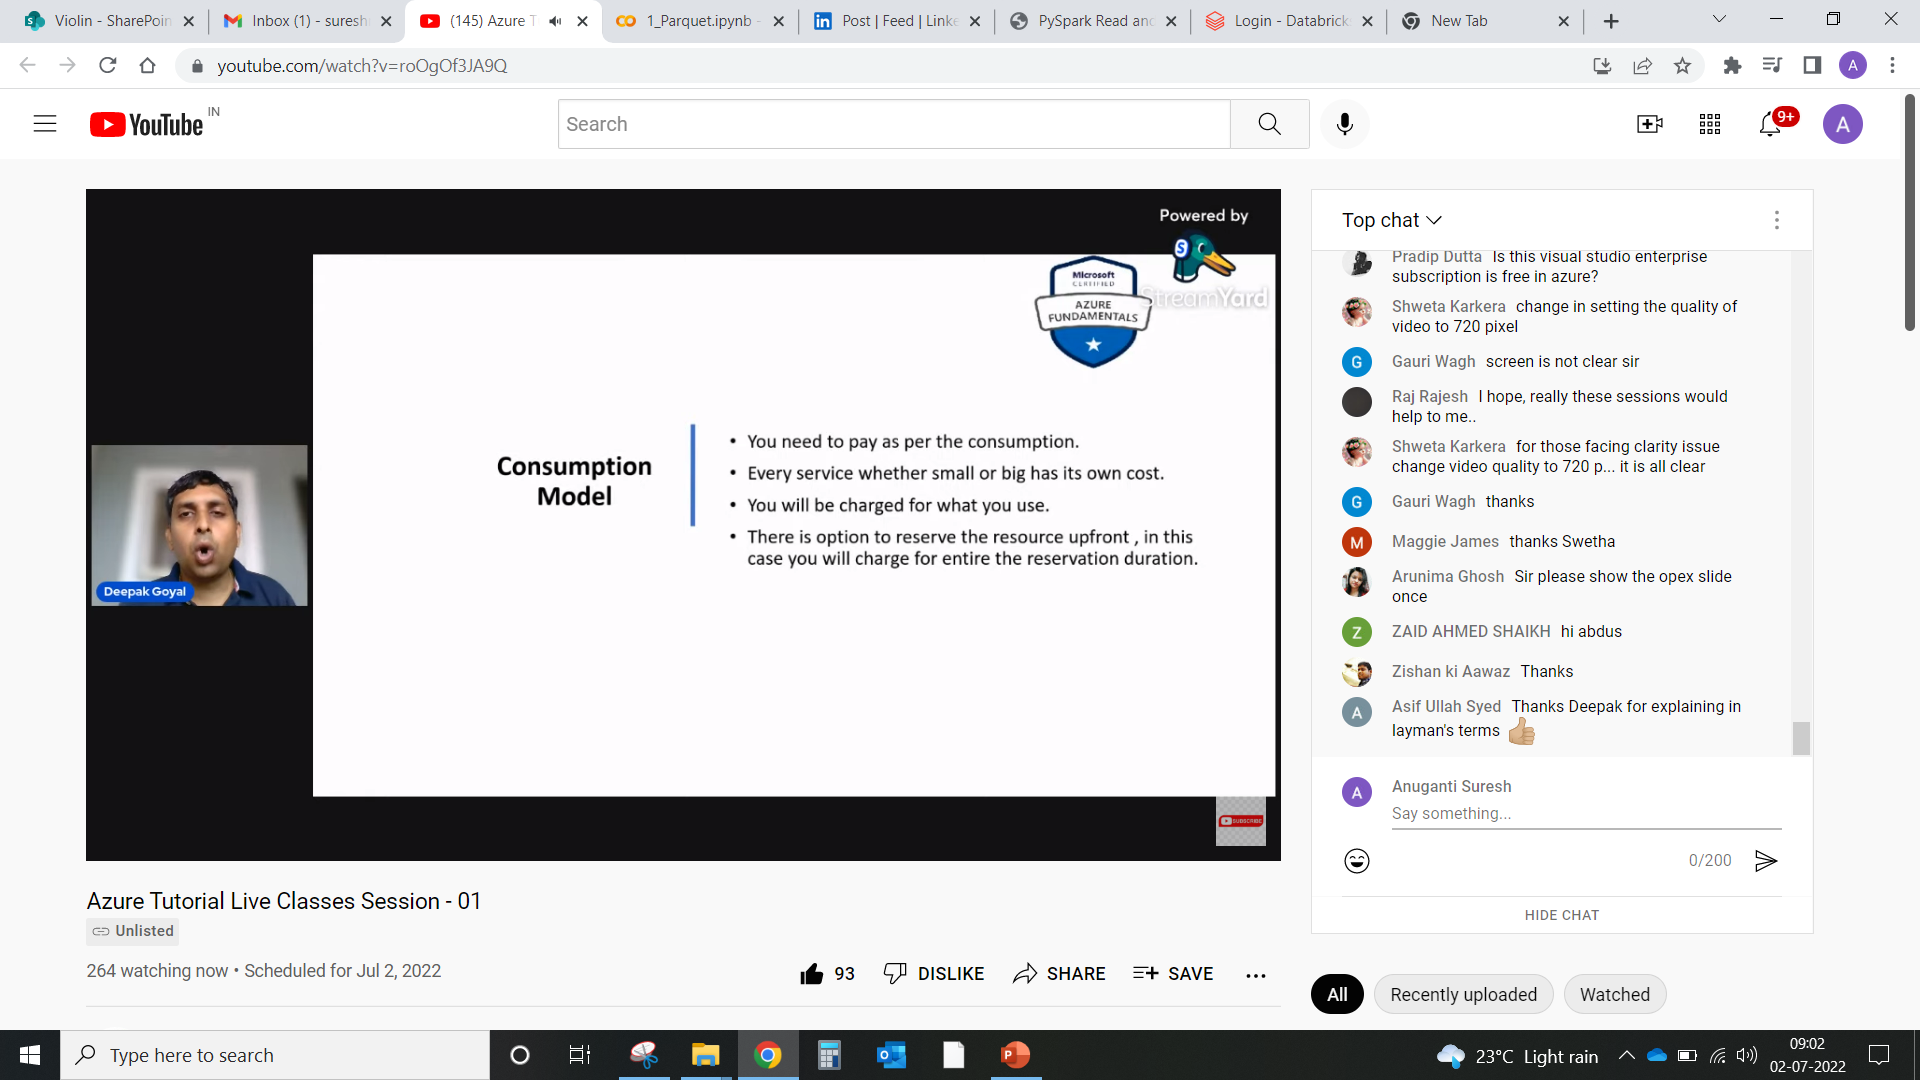 Violin - SharePoin
Inbox (1) - suresh
(145) Azure T
1_Parquet.ipynb -
Post | Feed | Linke
PySpark Read and
Login - Databrick
New Tab
youtube.com/watch?v=roOgOf3JA9Q
A
YouTube IN
Search
9+
A
Powered by
StreamYard
Microsoft
CERTIFIED
AZURE
FUNDAMENTALS
Consumption
Model
• You need to pay as per the consumption.
• Every service whether small or big has its own cost.
• You will be charged for what you use.
• There is option to reserve the resource upfront , in this
case you will charge for entire the reservation duration.
Deepak Goyal
SUBSCRIBE
Azure Tutorial Live Classes Session - 01
Unlisted
264 watching now • Scheduled for Jul 2, 2022
93 DISLIKE SHARE SAVE
Top chat
Pradip Dutta Is this visual studio enterprise
subscription is free in azure?
Shweta Karkera change in setting the quality of
video to 720 pixel
G Gauri Wagh screen is not clear sir
Raj Rajesh I hope, really these sessions would
help to me..
Shweta Karkera for those facing clarity issue
change video quality to 720 p... it is all clear
G Gauri Wagh thanks
M Maggie James thanks Swetha
Arunima Ghosh Sir please show the opex slide
once
Z ZAID AHMED SHAIKH hi abdus
Zishan ki Aawaz Thanks
A Asif Ullah Syed Thanks Deepak for explaining in
layman's terms
A Anuganti Suresh
Say something...
0/200
HIDE CHAT
All Recently uploaded Watched
Type here to search
23°C Light rain
09:02
02-07-2022